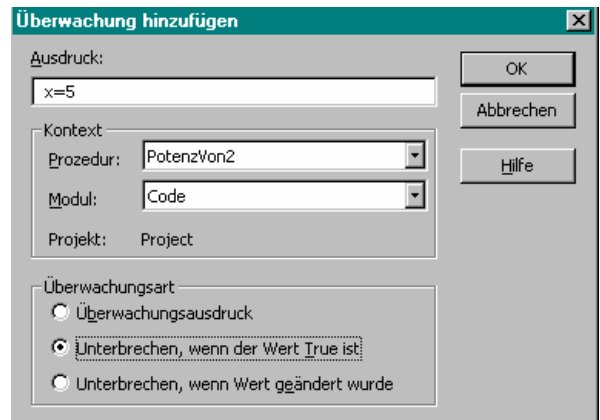 Überwachung hinzufügen
Ausdruck:
x=5
OK
Abbrechen
Hilfe
Kontext
Prozedur: PotenzVon2
Modul: Code
Projekt: Project
Überwachungsart
Überwachungsausdruck
Unterbrechen, wenn der Wert True ist
Unterbrechen, wenn Wert geändert wurde